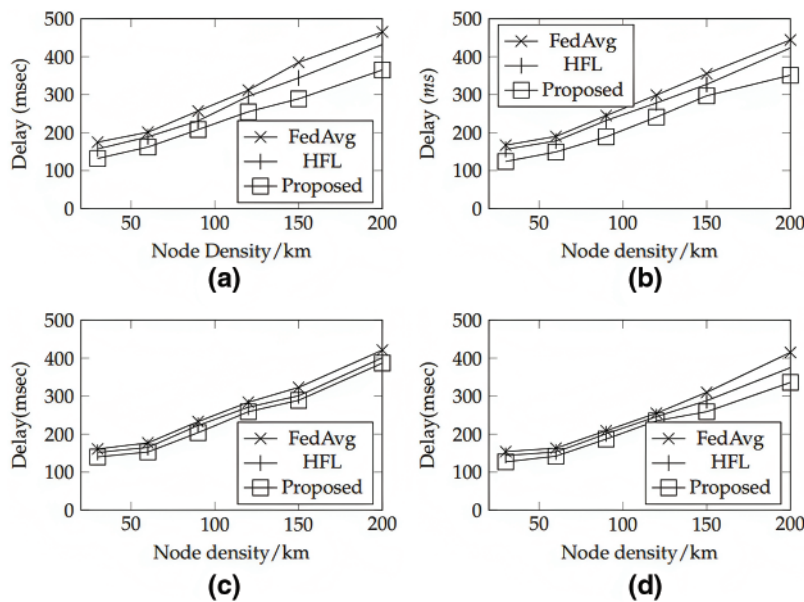 500
400
300
200
100
0
Delay (msec)
FedAvg
HFL
Proposed
50 100 150 200
Node Density/km
(a)
500
400
300
200
100
0
Delay (ms)
FedAvg
HFL
Proposed
50 100 150 200
Node density/km
(b)
500
400
300
200
100
0
Delay(msec)
FedAvg
HFL
Proposed
50 100 150 200
Node density/km
(c)
500
400
300
200
100
0
Delay(msec)
FedAvg
HFL
Proposed
50 100 150 200
Node density/km
(d)